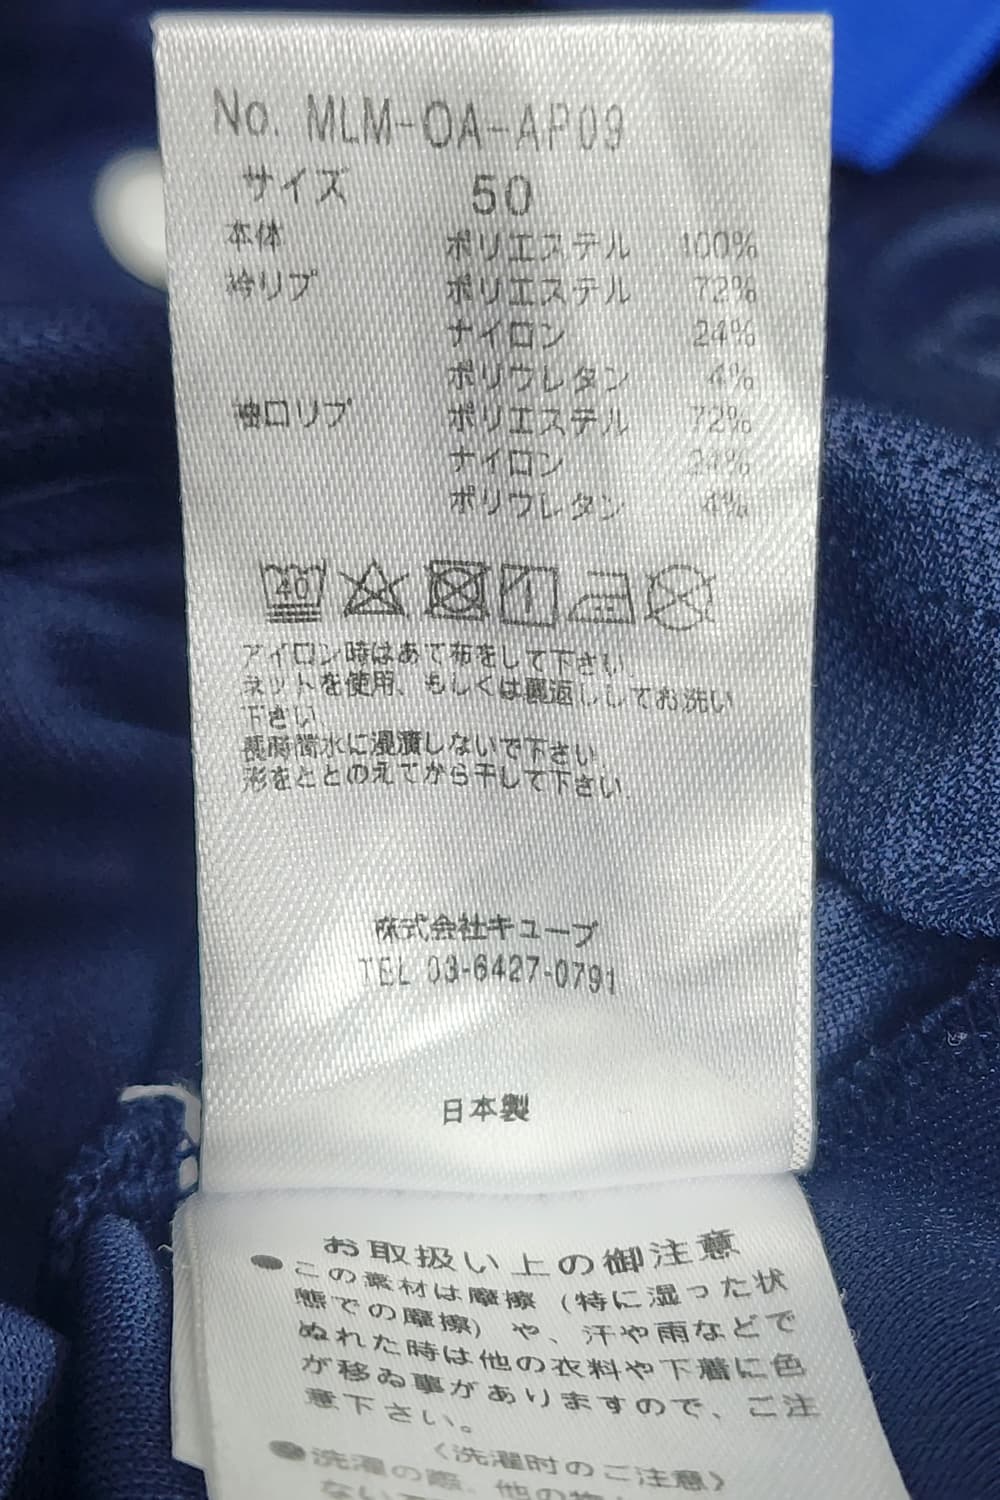 No. MLM-OA-AP09
サイズ 50
本体 ポリエステル 100%
衿リブ ポリエステル 72%
ナイロン 24%
ポリウレタン 4%
袖口リブ ポリエステル 72%
ナイロン 24%
ポリウレタン 4%
40
アイロン時はあて布をして下さい.
ネットを使用、もしくは裏返ししてお洗い
下さい.
長時間水に浸漬しないで下さい.
形をととのえてから干して下さい.
株式会社キューブ
TEL 03-6427-0791
日本製
お取扱い上の御注意
●この素材は摩擦(特に湿った状
態での摩擦)や、汗や雨などで
ぬれた時は他の衣料や下着に色
が移る事がありますので、ご注
意下さい。
〈洗濯時のご注意〉
●洗濯の際、他の物
ない